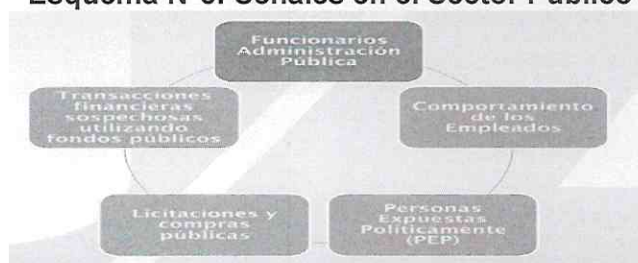 Esquema N° 6. Señales en el Sector Público
Funcionarios
Administración
Pública
Comportamiento
de los
Empleados
Personas
Expuestas
Políticamente
(PEP)
Licitaciones y
compras
públicas
Transacciones
financieras
sospechosas
utilizando
fondos públicos